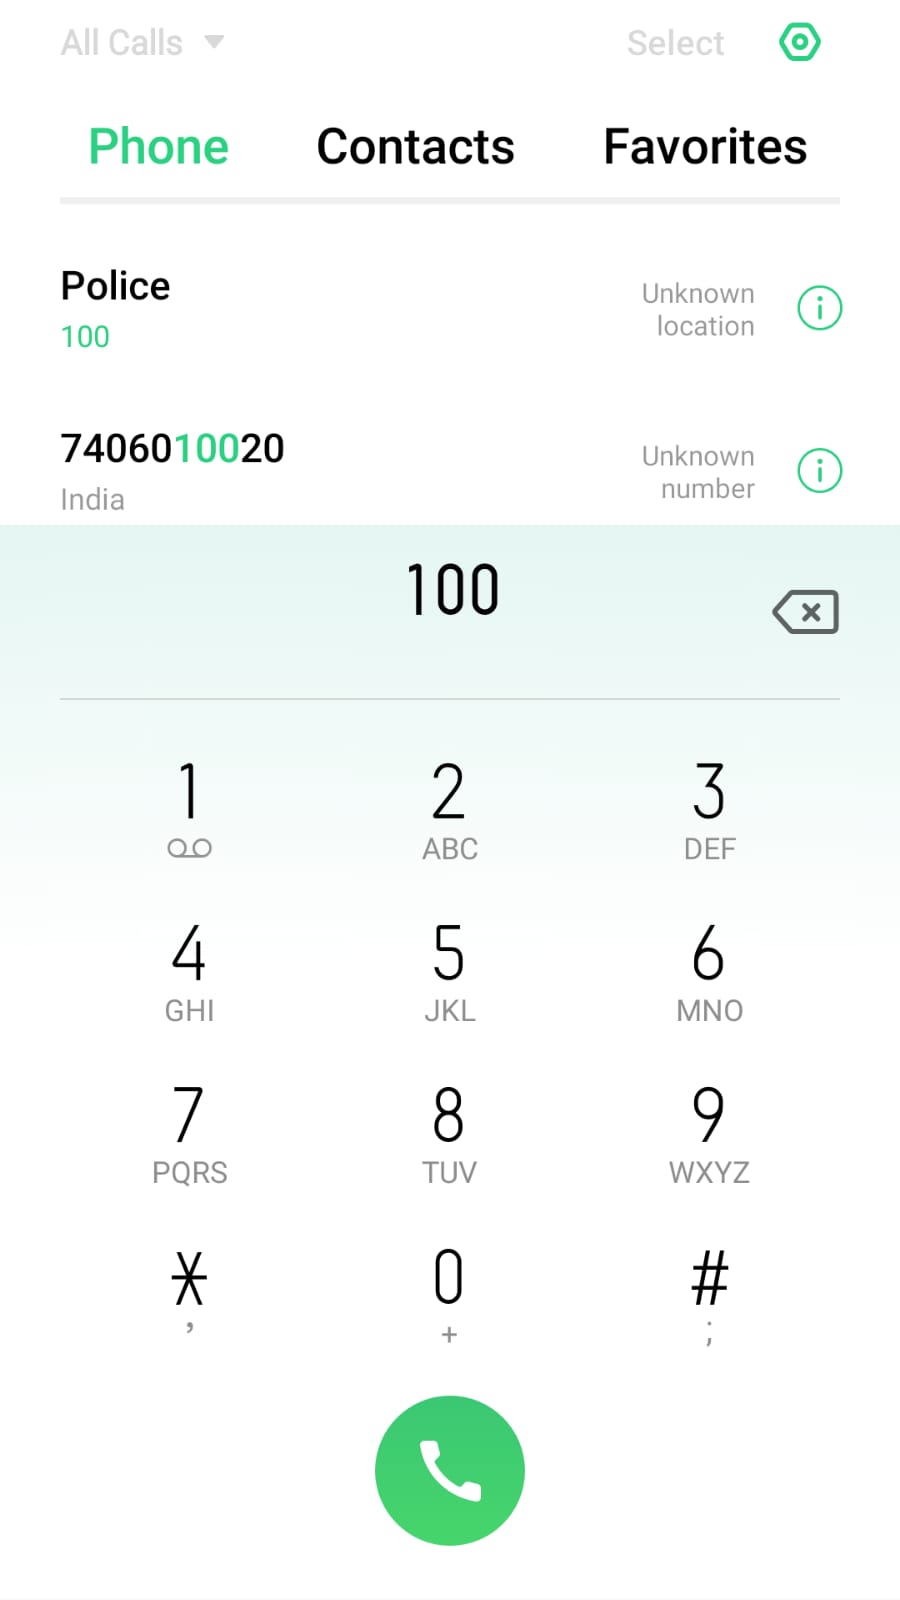 All Calls Select
Phone Contacts Favorites
Police
100
Unknown
location
7406010020
India
Unknown
number
100
1 2 3
ABC DEF
4 5 6
GHI JKL MNO
7 8 9
PQRS TUV WXYZ
* 0 #
, + ;